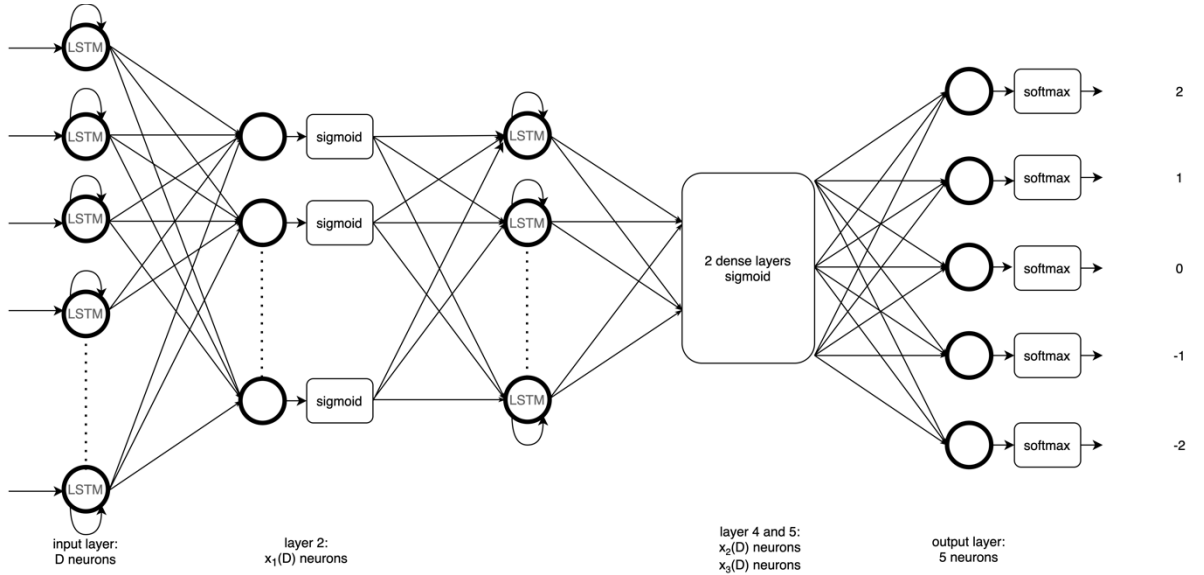 LSTM
LSTM
LSTM
LSTM
LSTM
input layer:
D neurons
sigmoid
sigmoid
sigmoid
layer 2:
x₁(D) neurons
LSTM
LSTM
LSTM
2 dense layers
sigmoid
layer 4 and 5:
x₂(D) neurons
x₃(D) neurons
softmax 2
softmax 1
softmax 0
softmax -1
softmax -2
output layer:
5 neurons